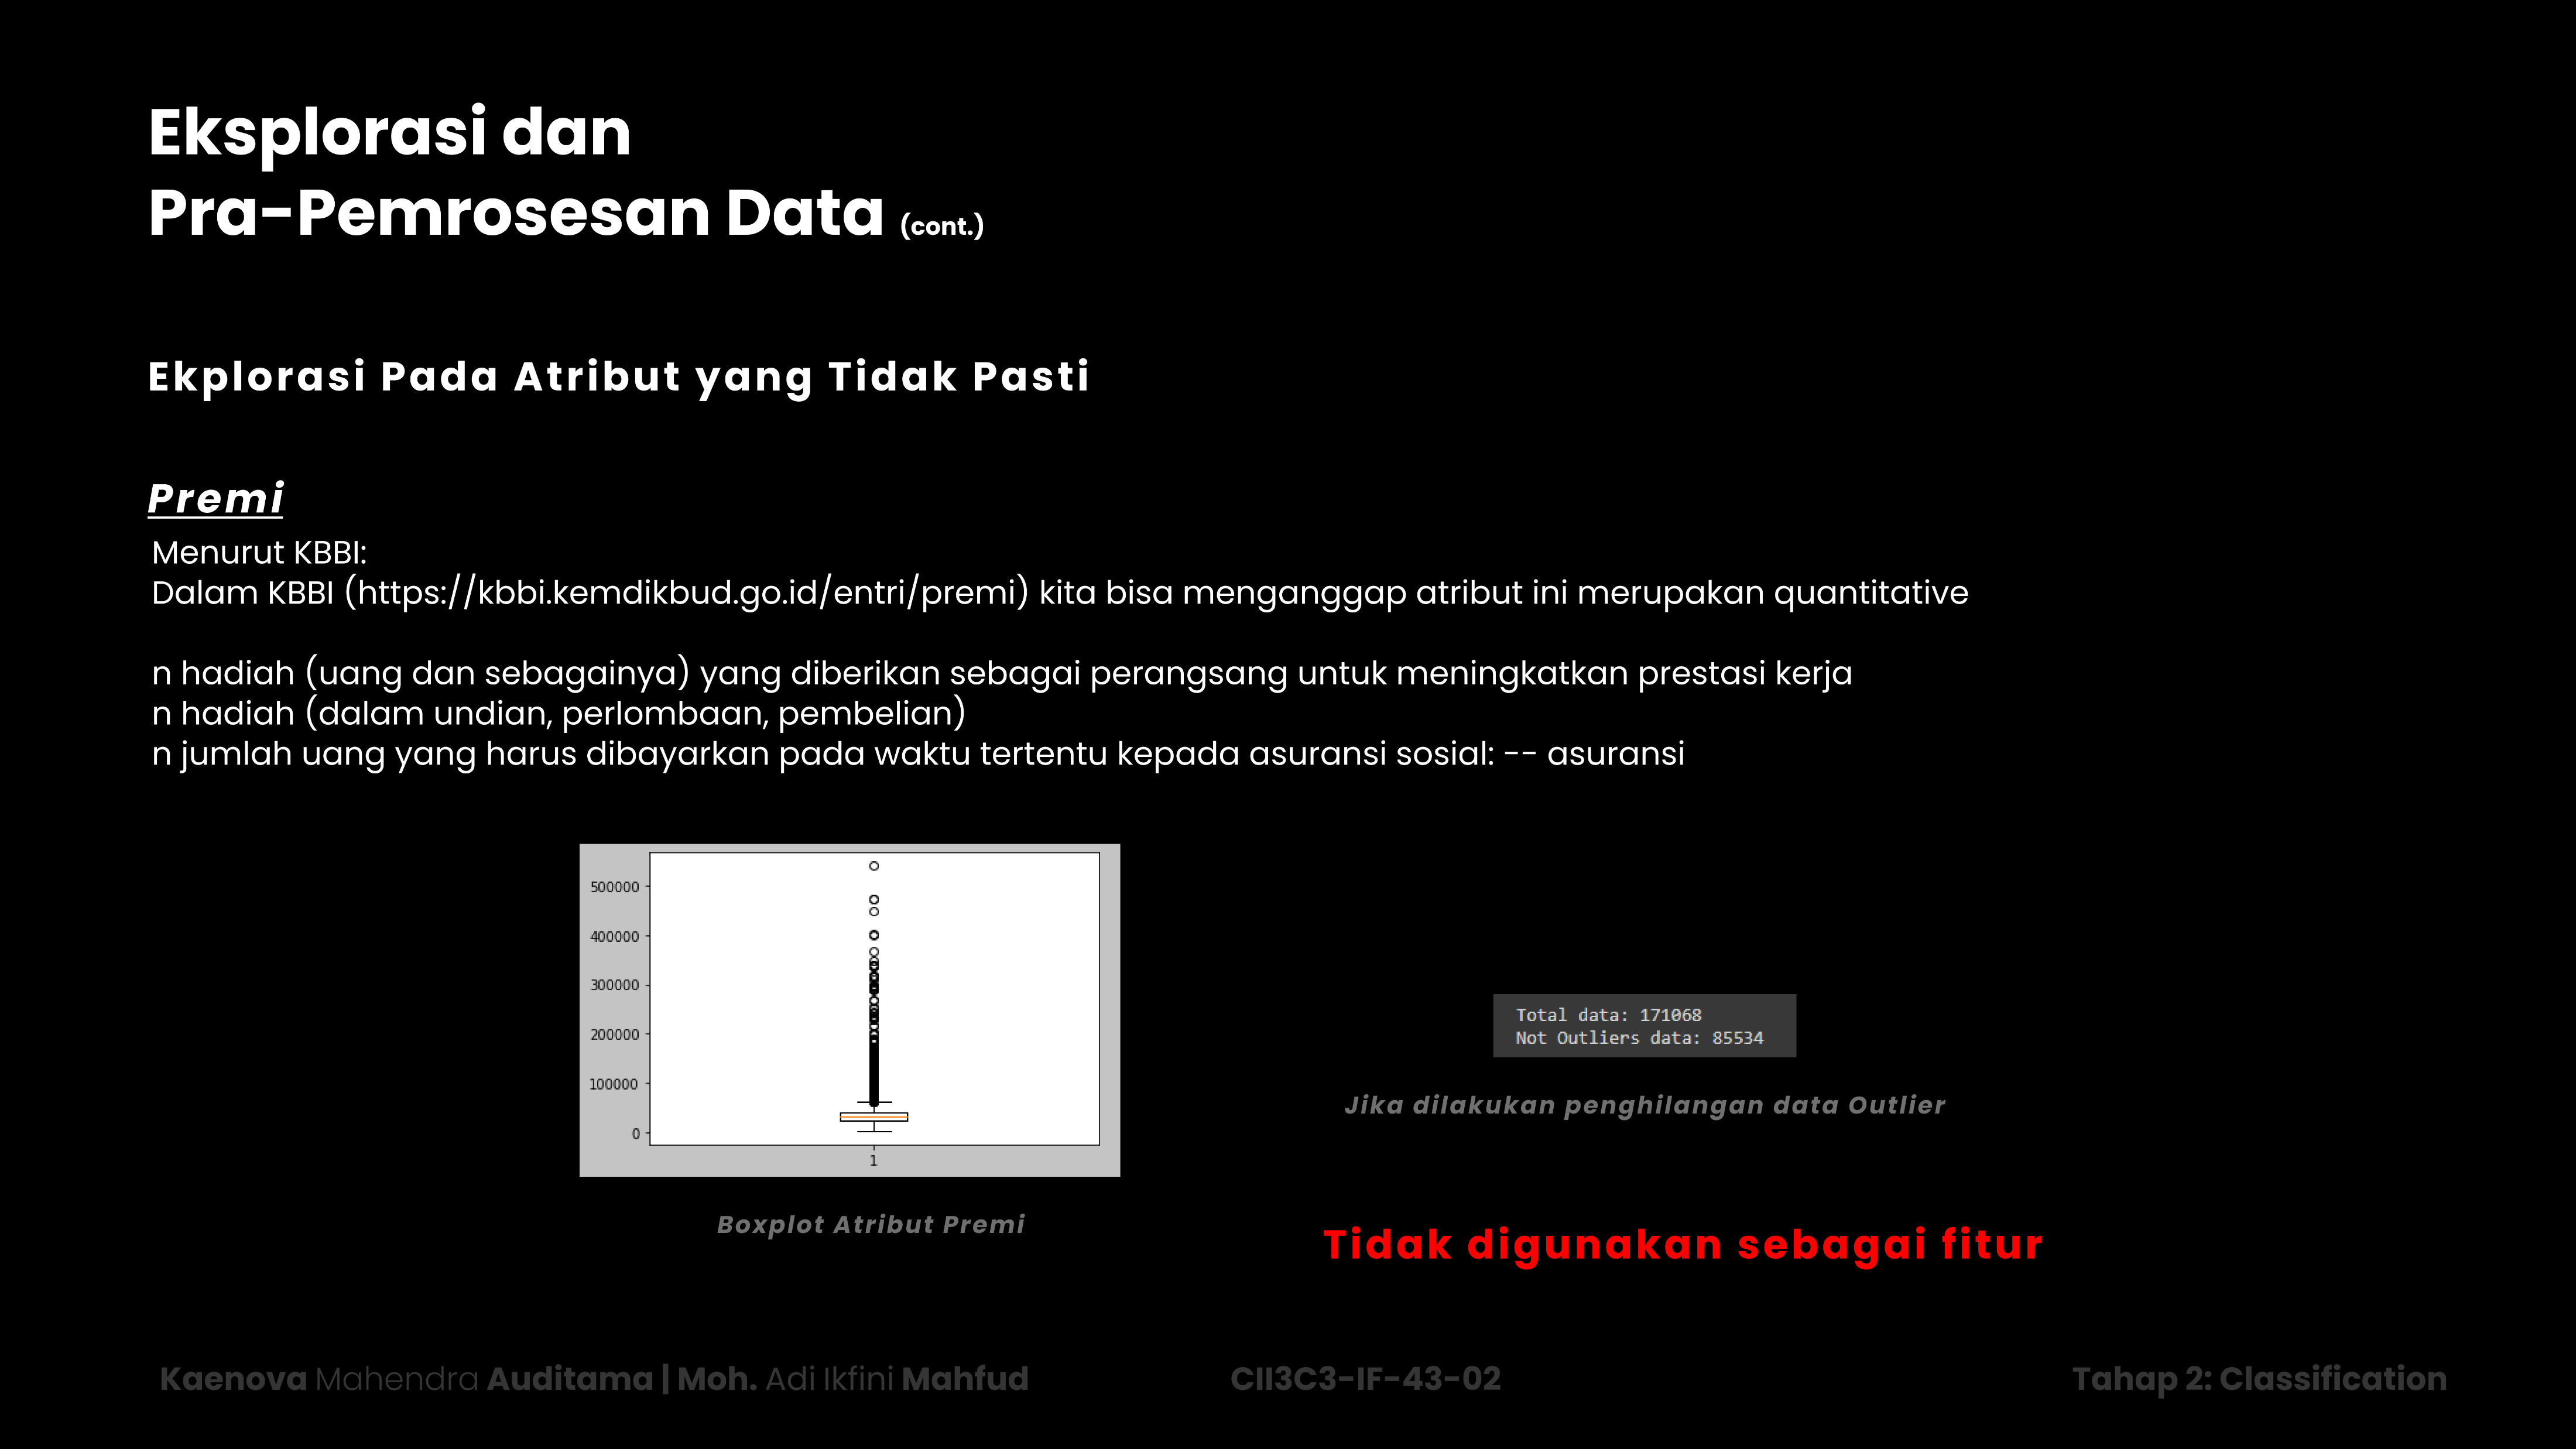 Eksplorasi dan
Pra-Pemrosesan Data (cont.)
Ekplorasi Pada Atribut yang Tidak Pasti
Premi
Menurut KBBI:
Dalam KBBI (https://kbbi.kemdikbud.go.id/entri/premi) kita bisa menganggap atribut ini merupakan quantitative
n hadiah (uang dan sebagainya) yang diberikan sebagai perangsang untuk meningkatkan prestasi kerja
n hadiah (dalam undian, perlombaan, pembelian)
n jumlah uang yang harus dibayarkan pada waktu tertentu kepada asuransi sosial: -- asuransi
500000
400000
300000
200000
100000
0
1
Boxplot Atribut Premi
Total data: 171068
Not Outliers data: 85534
Jika dilakukan penghilangan data Outlier
Tidak digunakan sebagai fitur
Kaenova Mahendra Auditama | Moh. Adi Ikfini Mahfud
CII3C3-IF-43-02
Tahap 2: Classification